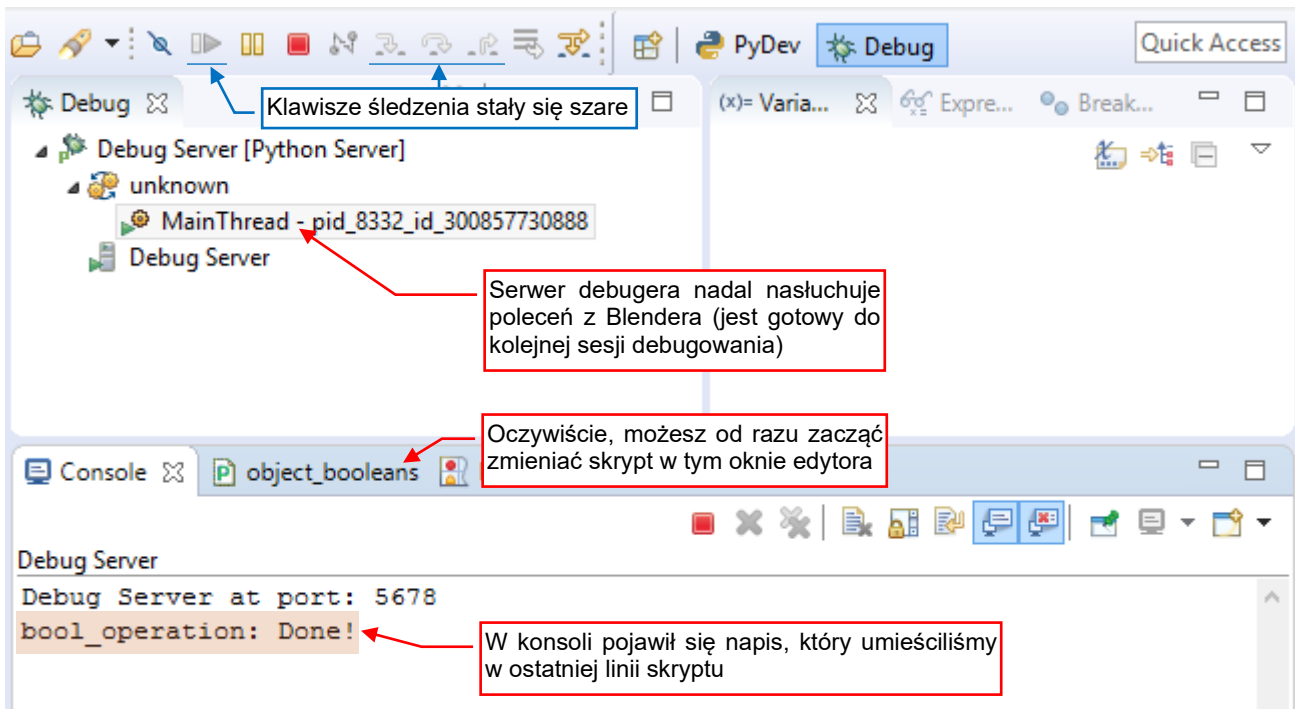 PyDev Debug Quick Access
Debug
Klawisze śledzenia stały się szare
(x)= Varia... Expre... Break...
Debug Server [Python Server]
unknown
MainThread - pid_8332_id_300857730888
Debug Server
Serwer debugera nadal nasłuchuje
poleceń z Blendera (jest gotowy do
kolejnej sesji debugowania)
Oczywiście, możesz od razu zacząć
zmieniać skrypt w tym oknie edytora
Console object_booleans
Debug Server
Debug Server at port: 5678
bool_operation: Done!
W konsoli pojawił się napis, który umieściliśmy
w ostatniej linii skryptu